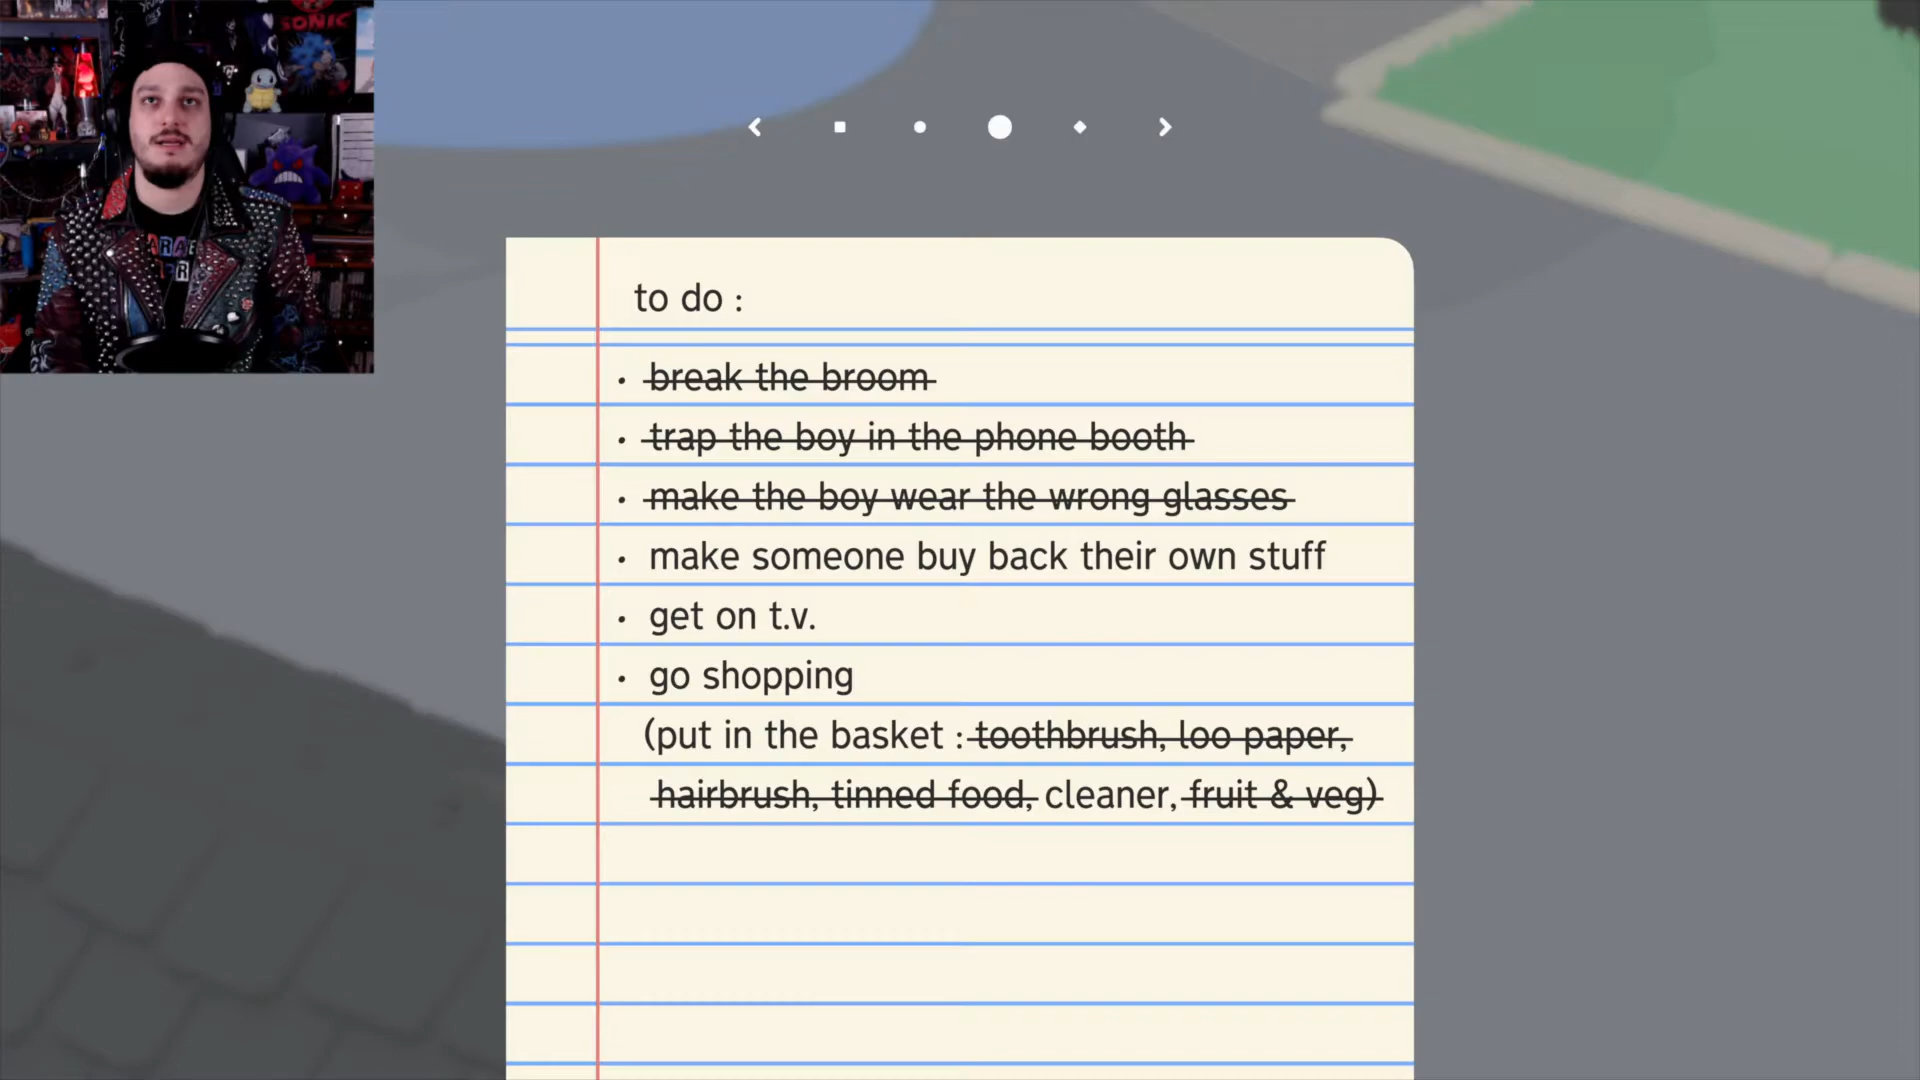 SONIC
to do :
· break the broom
· trap the boy in the phone booth
· make the boy wear the wrong glasses
· make someone buy back their own stuff
· get on t.v.
· go shopping
(put in the basket : toothbrush, loo paper,
hairbrush, tinned food, cleaner, fruit & veg)